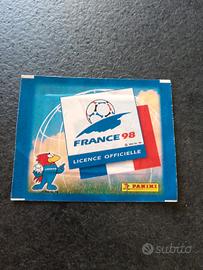 FRANCE 98
LICENCE OFFICIELLE
PANINI
subito